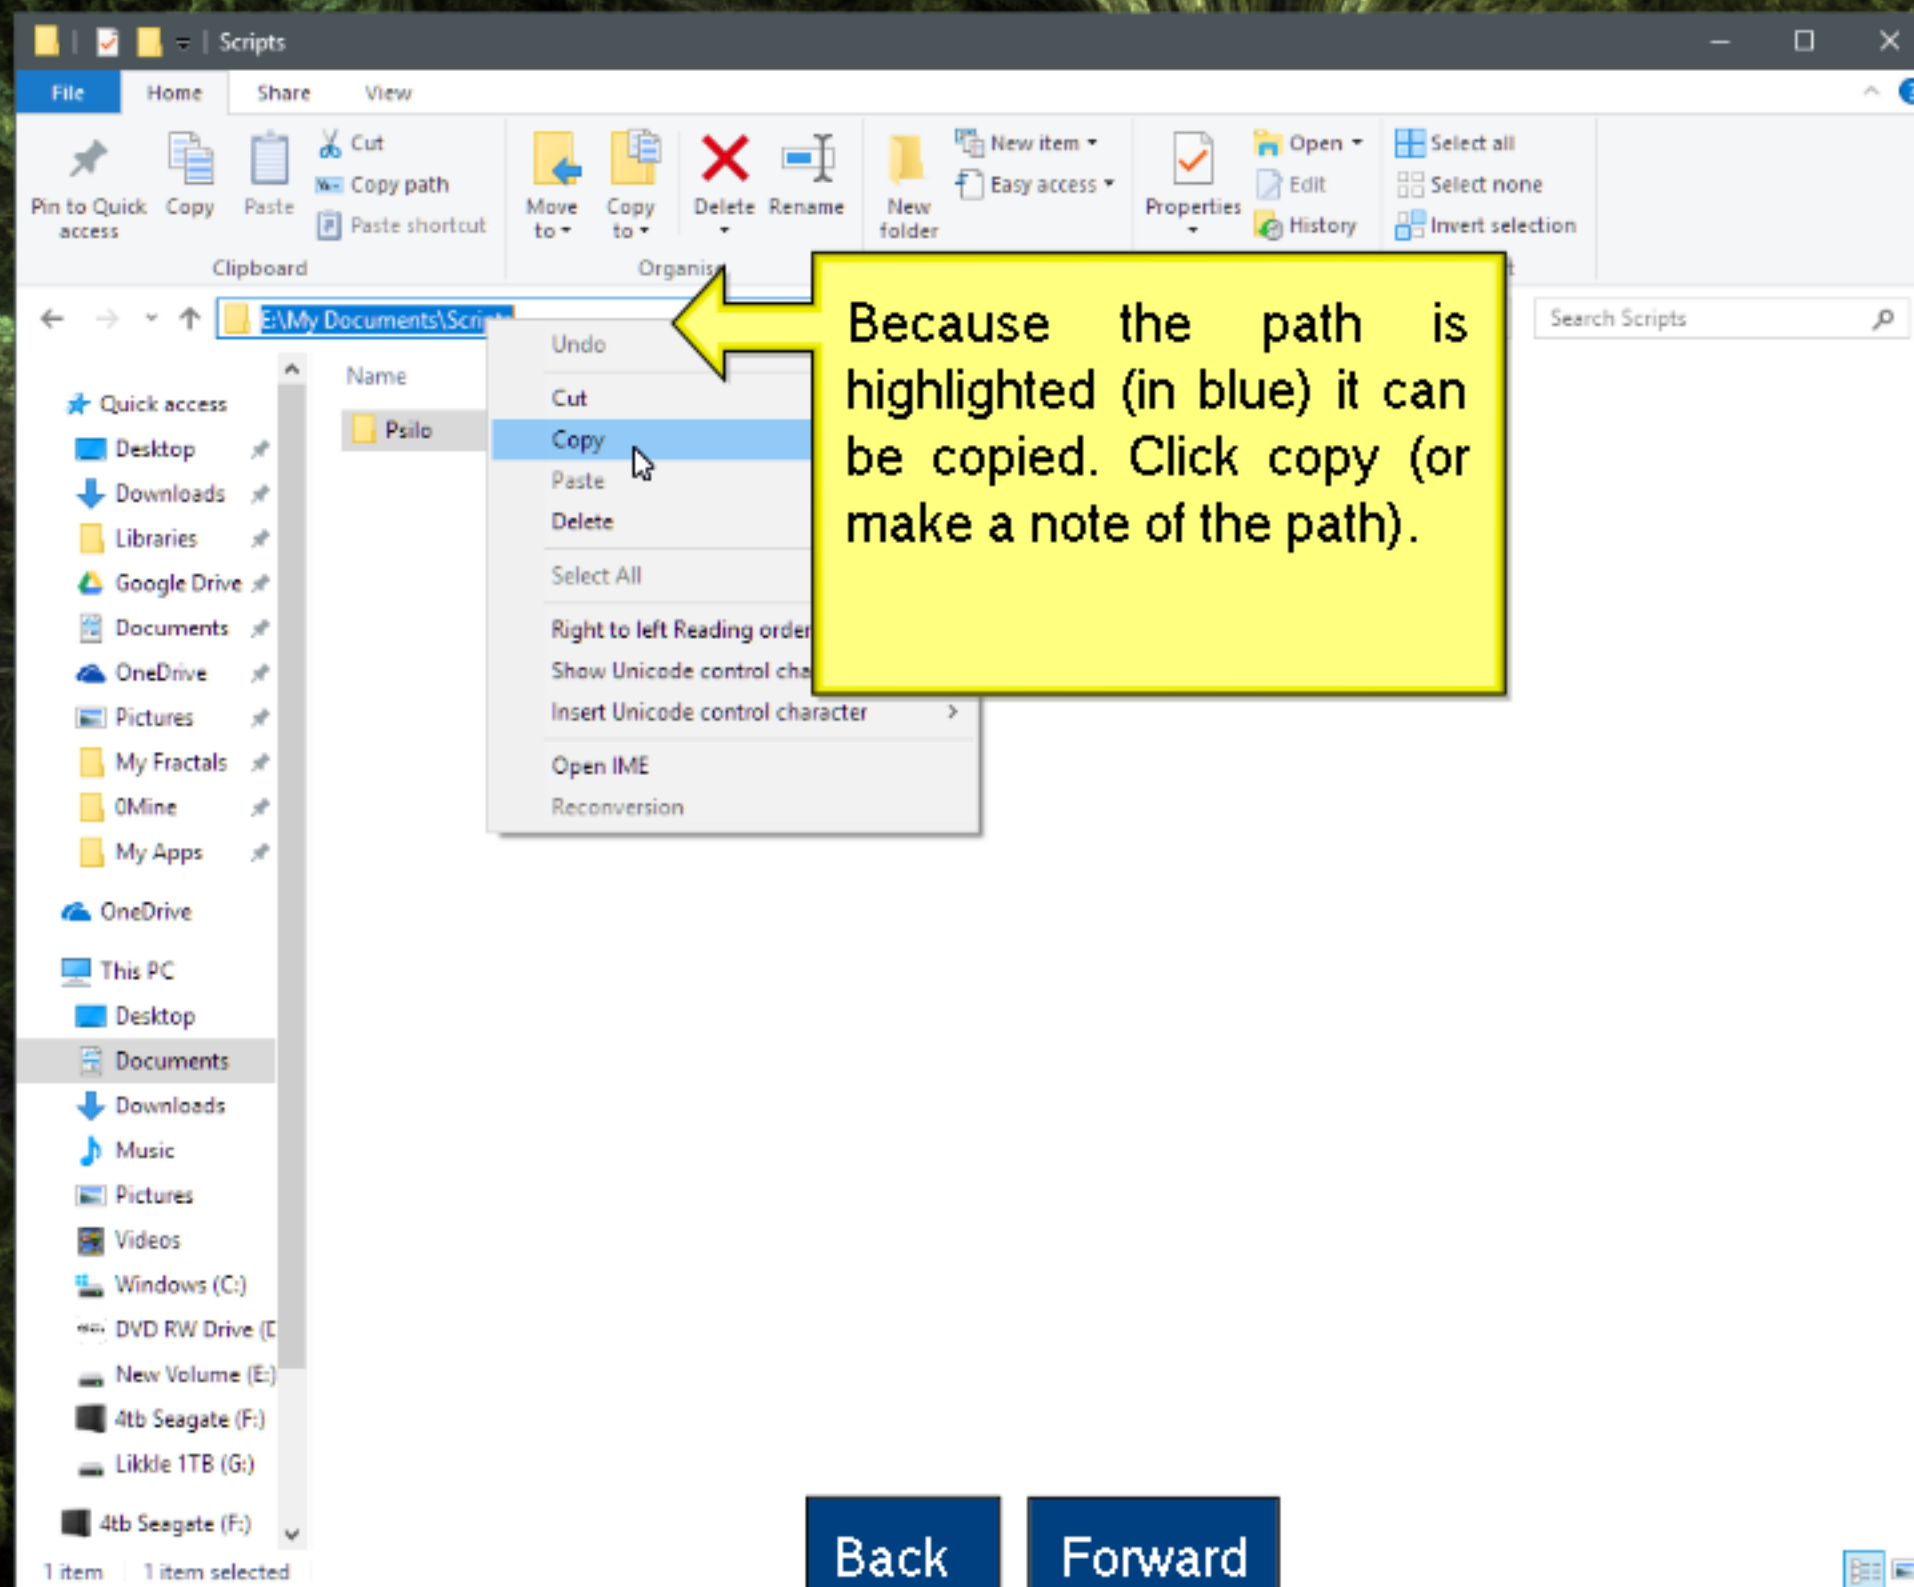 Scripts
File Home Share View
Pin to Quick access
Copy
Paste
Cut
Copy path
Paste shortcut
Move to
Copy to
Delete
Rename
New folder
New item
Easy access
Properties
Open
Edit
History
Select all
Select none
Invert selection
Clipboard
E:\My Documents\
Search Scripts
Because the path is
highlighted (in blue) it can
be copied. Click copy (or
make a note of the path).
Name
Psilo
Undo
Cut
Copy
Paste
Delete
Select All
Right to left Reading order
Show Unicode control
Insert Unicode control character
Open IME
Reconversion
Quick access
Desktop
Downloads
Libraries
Google Drive
Documents
OneDrive
Pictures
My Fractals
0Mine
My Apps
OneDrive
This PC
Desktop
Documents
Downloads
Music
Pictures
Videos
Windows (C:)
DVD RW Drive
New Volume (E:)
4tb Seagate (F:)
Likkle 1TB (G:)
4tb Seagate (F:)
1 item 1 item selected
Back Forward